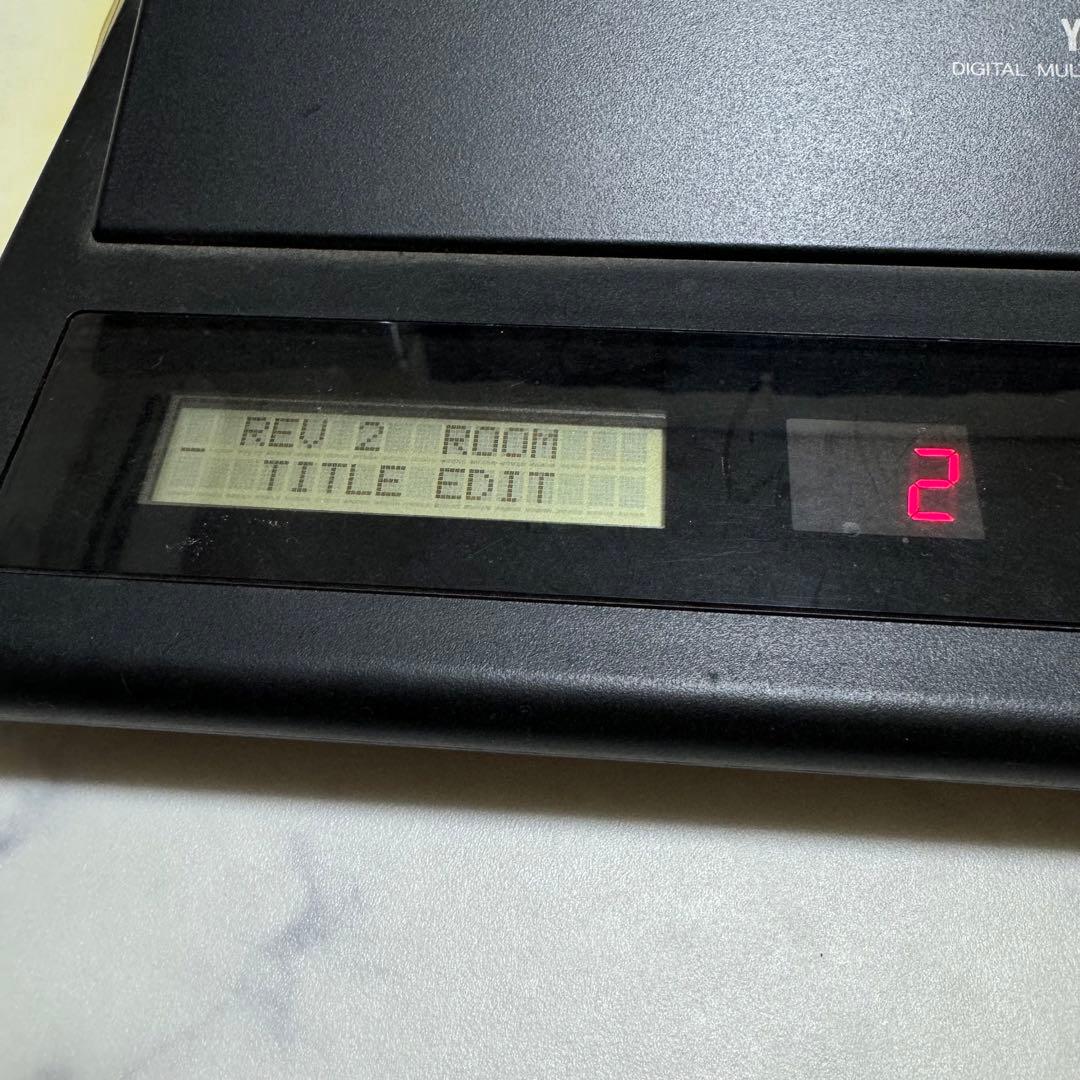 Y
DIGITAL MUL
REV 2 ROOM
_ TITLE EDIT
2